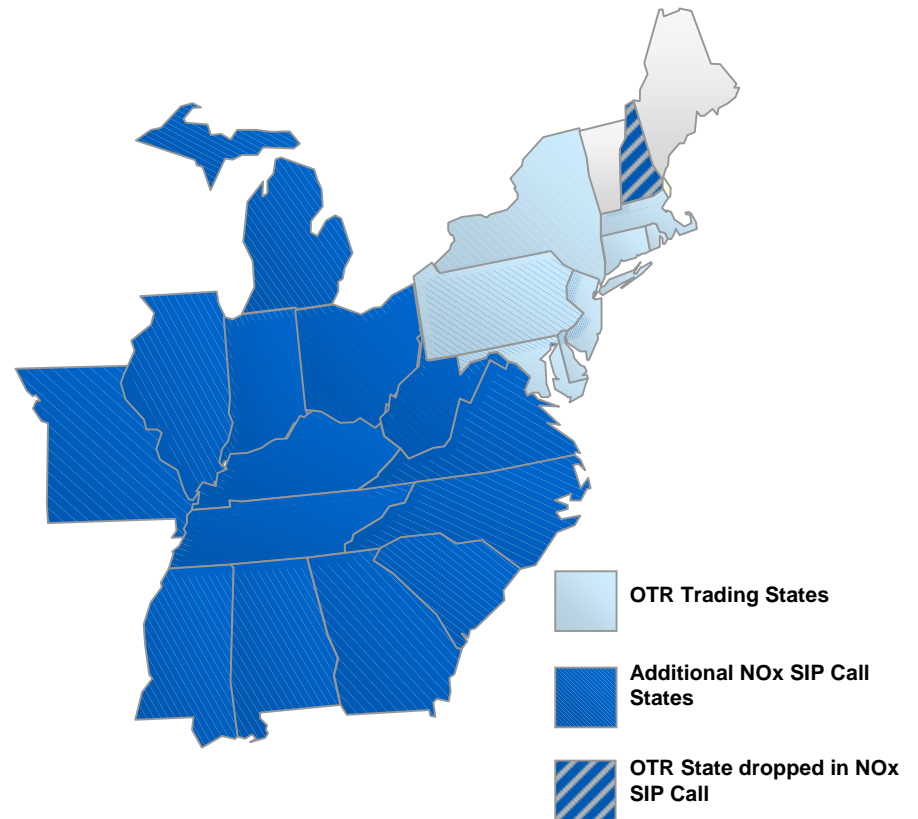 OTR Trading States
Additional NOx SIP Call
States
OTR State dropped in NOx
SIP Call